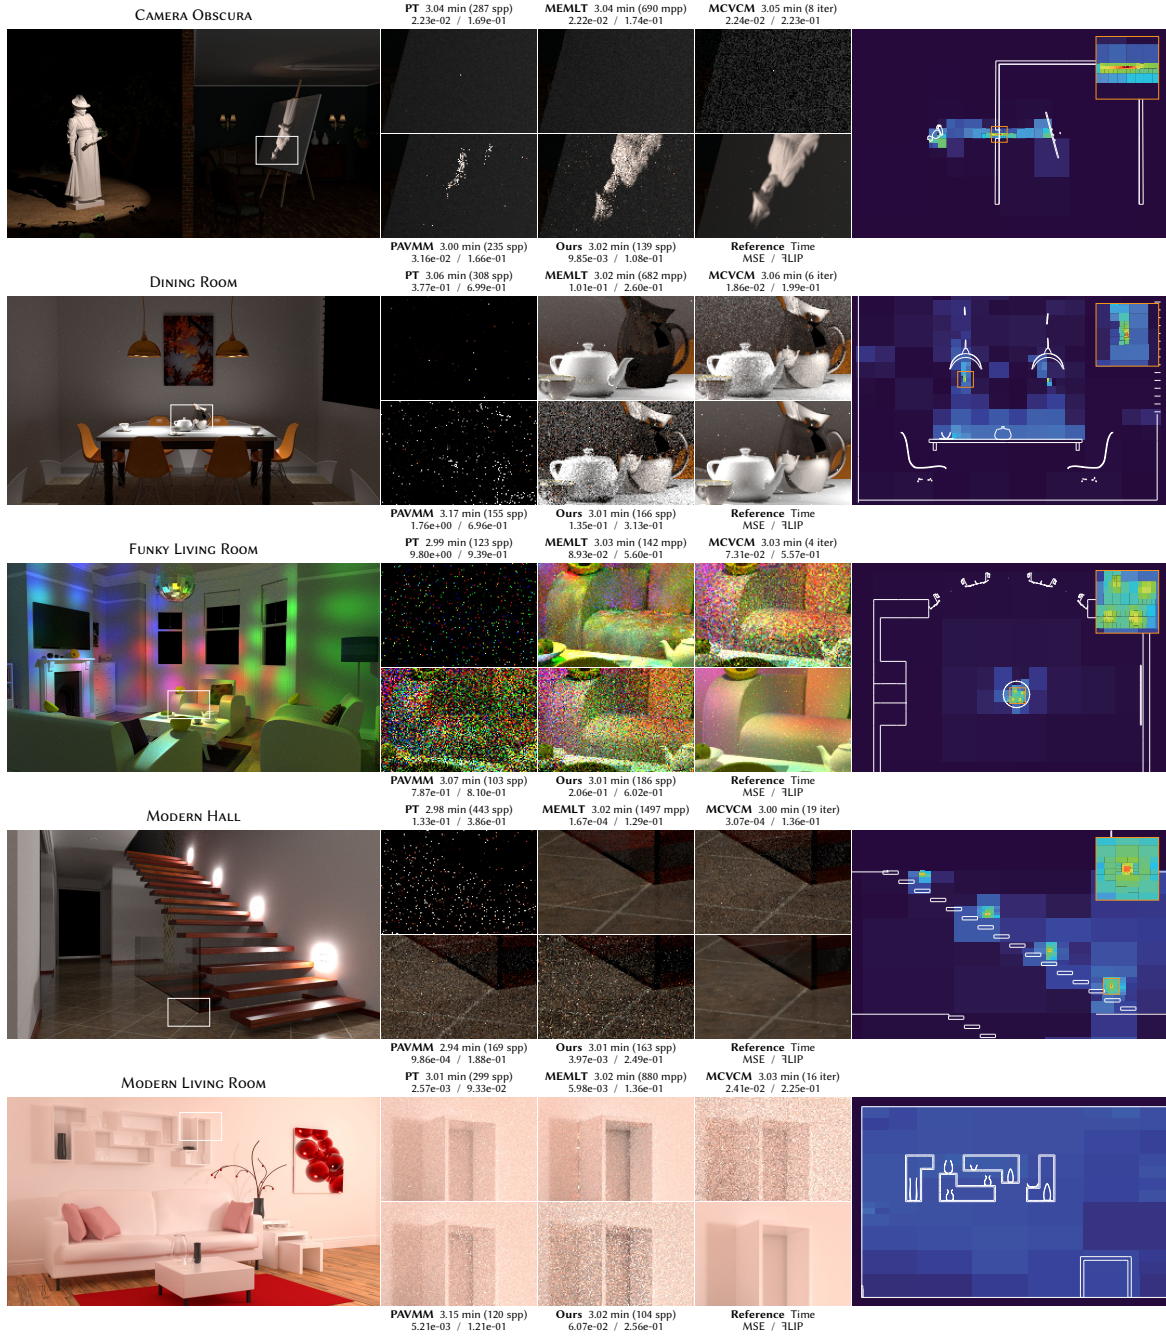 Camera Obscura
PT 3.04 min (287 spp)
2.23e-02 / 1.69e-01
MEMLT 3.04 min (690 mpp)
2.22e-02 / 1.74e-01
MCVCM 3.05 min (8 iter)
2.24e-02 / 2.23e-01
PAVMM 3.00 min (235 spp)
3.16e-02 / 1.66e-01
Ours 3.02 min (139 spp)
9.85e-03 / 1.08e-01
Reference Time
MSE / ꟻLIP
Dining Room
PT 3.06 min (308 spp)
3.77e-01 / 6.99e-01
MEMLT 3.02 min (682 mpp)
1.01e-01 / 2.60e-01
MCVCM 3.06 min (6 iter)
1.86e-02 / 1.99e-01
PAVMM 3.17 min (155 spp)
1.76e+00 / 6.96e-01
Ours 3.01 min (166 spp)
1.35e-01 / 3.13e-01
Reference Time
MSE / ꟻLIP
Funky Living Room
PT 2.99 min (123 spp)
9.80e+00 / 9.39e-01
MEMLT 3.03 min (142 mpp)
8.93e-02 / 5.60e-01
MCVCM 3.03 min (4 iter)
7.31e-02 / 5.57e-01
PAVMM 3.07 min (103 spp)
7.87e-01 / 8.10e-01
Ours 3.01 min (186 spp)
2.06e-01 / 6.02e-01
Reference Time
MSE / ꟻLIP
Modern Hall
PT 2.98 min (443 spp)
1.33e-01 / 3.86e-01
MEMLT 3.02 min (1497 mpp)
1.67e-04 / 1.29e-01
MCVCM 3.00 min (19 iter)
3.07e-04 / 1.36e-01
PAVMM 2.94 min (169 spp)
9.86e-04 / 1.88e-01
Ours 3.01 min (163 spp)
3.97e-03 / 2.49e-01
Reference Time
MSE / ꟻLIP
Modern Living Room
PT 3.01 min (299 spp)
2.57e-03 / 9.33e-02
MEMLT 3.02 min (880 mpp)
5.98e-03 / 1.36e-01
MCVCM 3.03 min (16 iter)
2.41e-02 / 2.25e-01
PAVMM 3.15 min (120 spp)
5.21e-03 / 1.21e-01
Ours 3.02 min (104 spp)
6.07e-02 / 2.56e-01
Reference Time
MSE / ꟻLIP